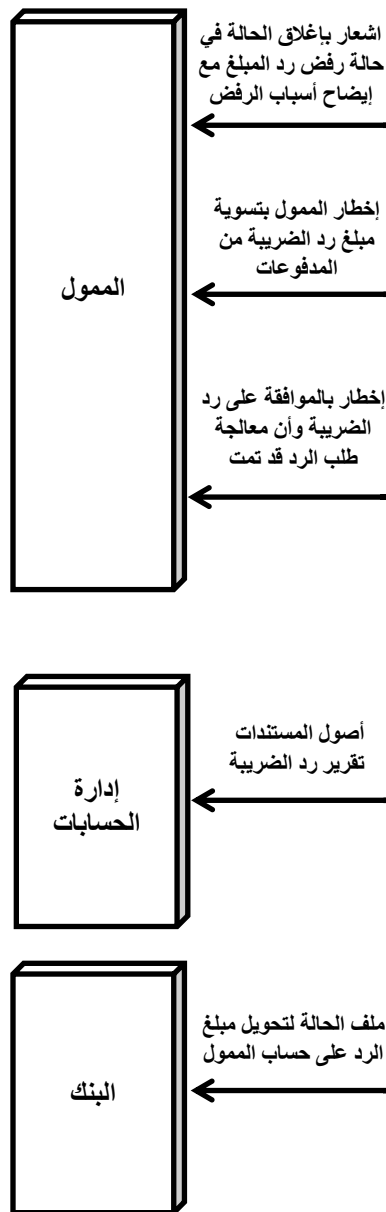 اشعار بإغلاق الحالة في
حالة رفض رد المبلغ مع
إيضاح أسباب الرفض
إخطار الممول بتسوية
مبلغ رد الضريبة من
المدفوعات
الممول
إخطار بالموافقة على رد
الضريبة وأن معالجة
طلب الرد قد تمت
أصول المستندات
تقرير رد الضريبة
إدارة
الحسابات
ملف الحالة لتحويل مبلغ
الرد على حساب الممول
البنك